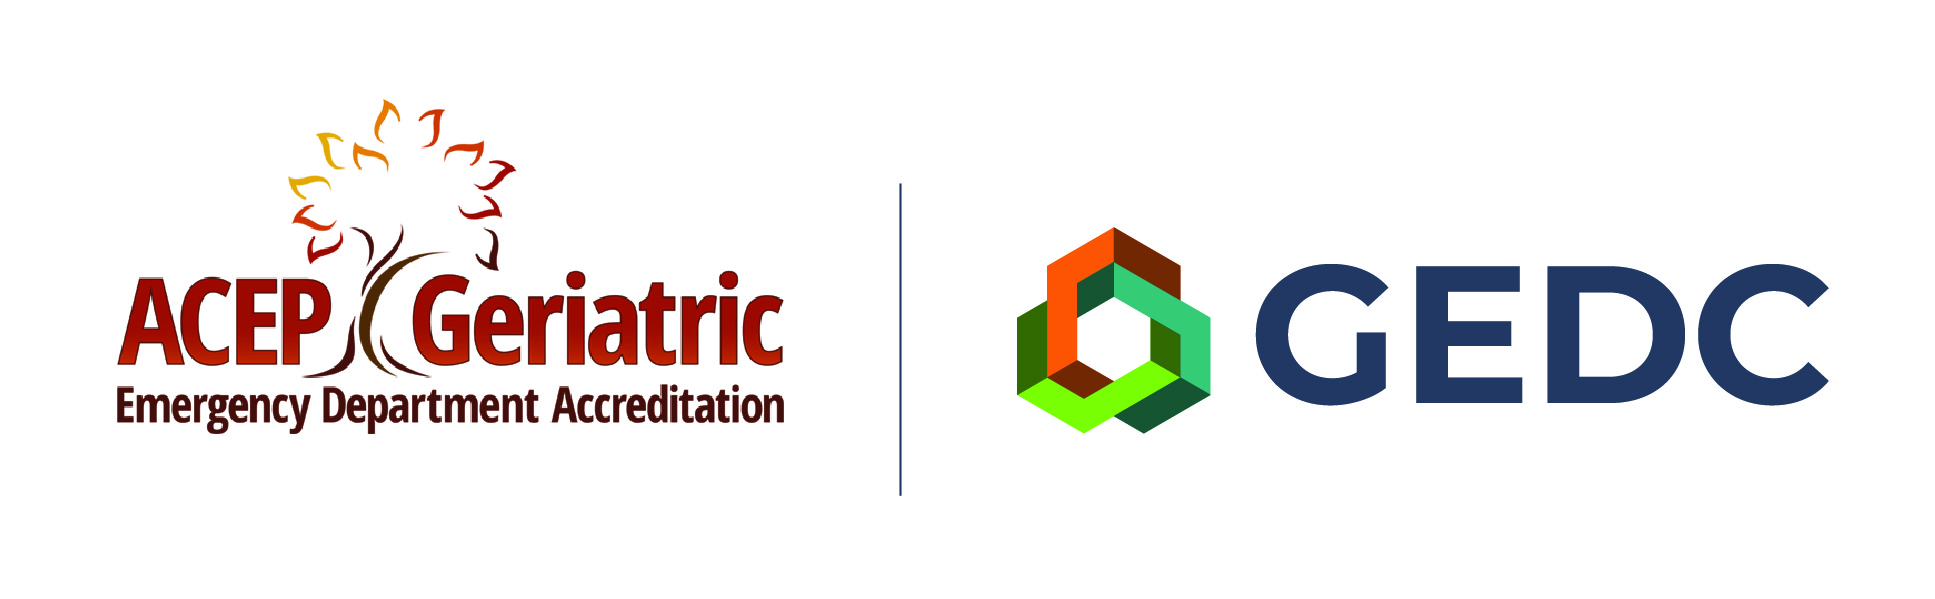 ACEP Geriatric
Emergency Department Accreditation
GEDC